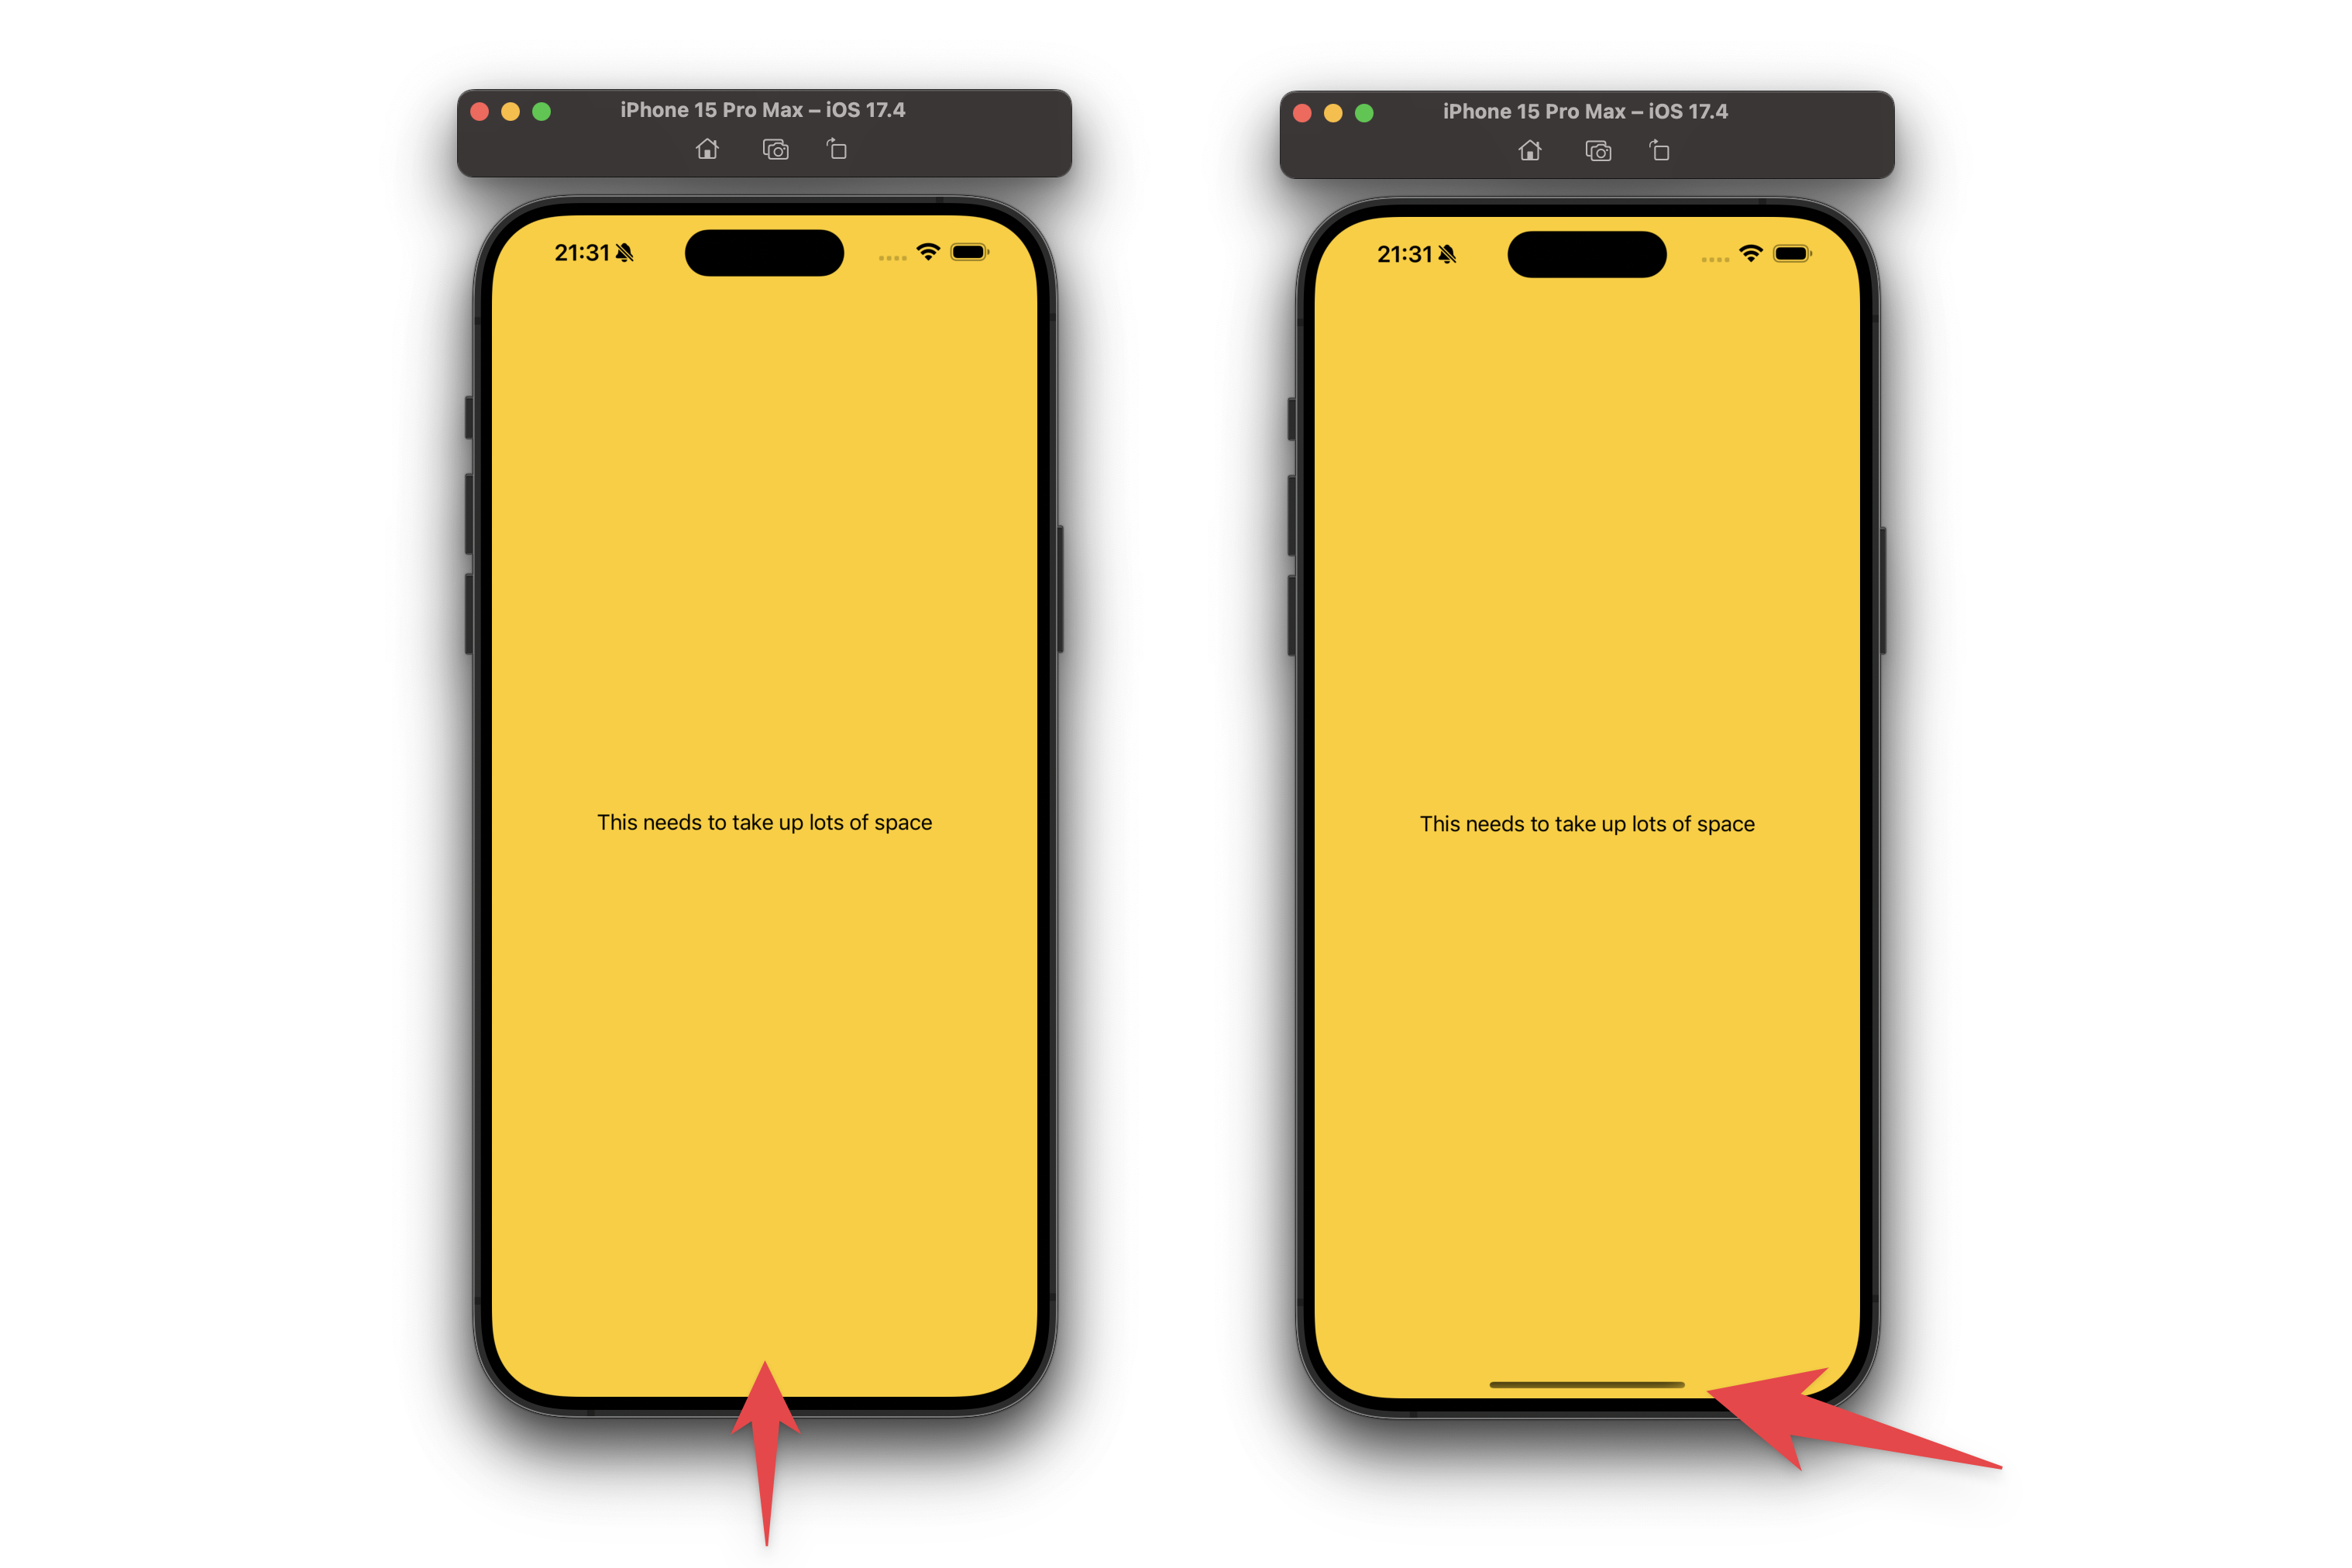 iPhone 15 Pro Max – iOS 17.4
21:31
This needs to take up lots of space
iPhone 15 Pro Max – iOS 17.4
21:31
This needs to take up lots of space